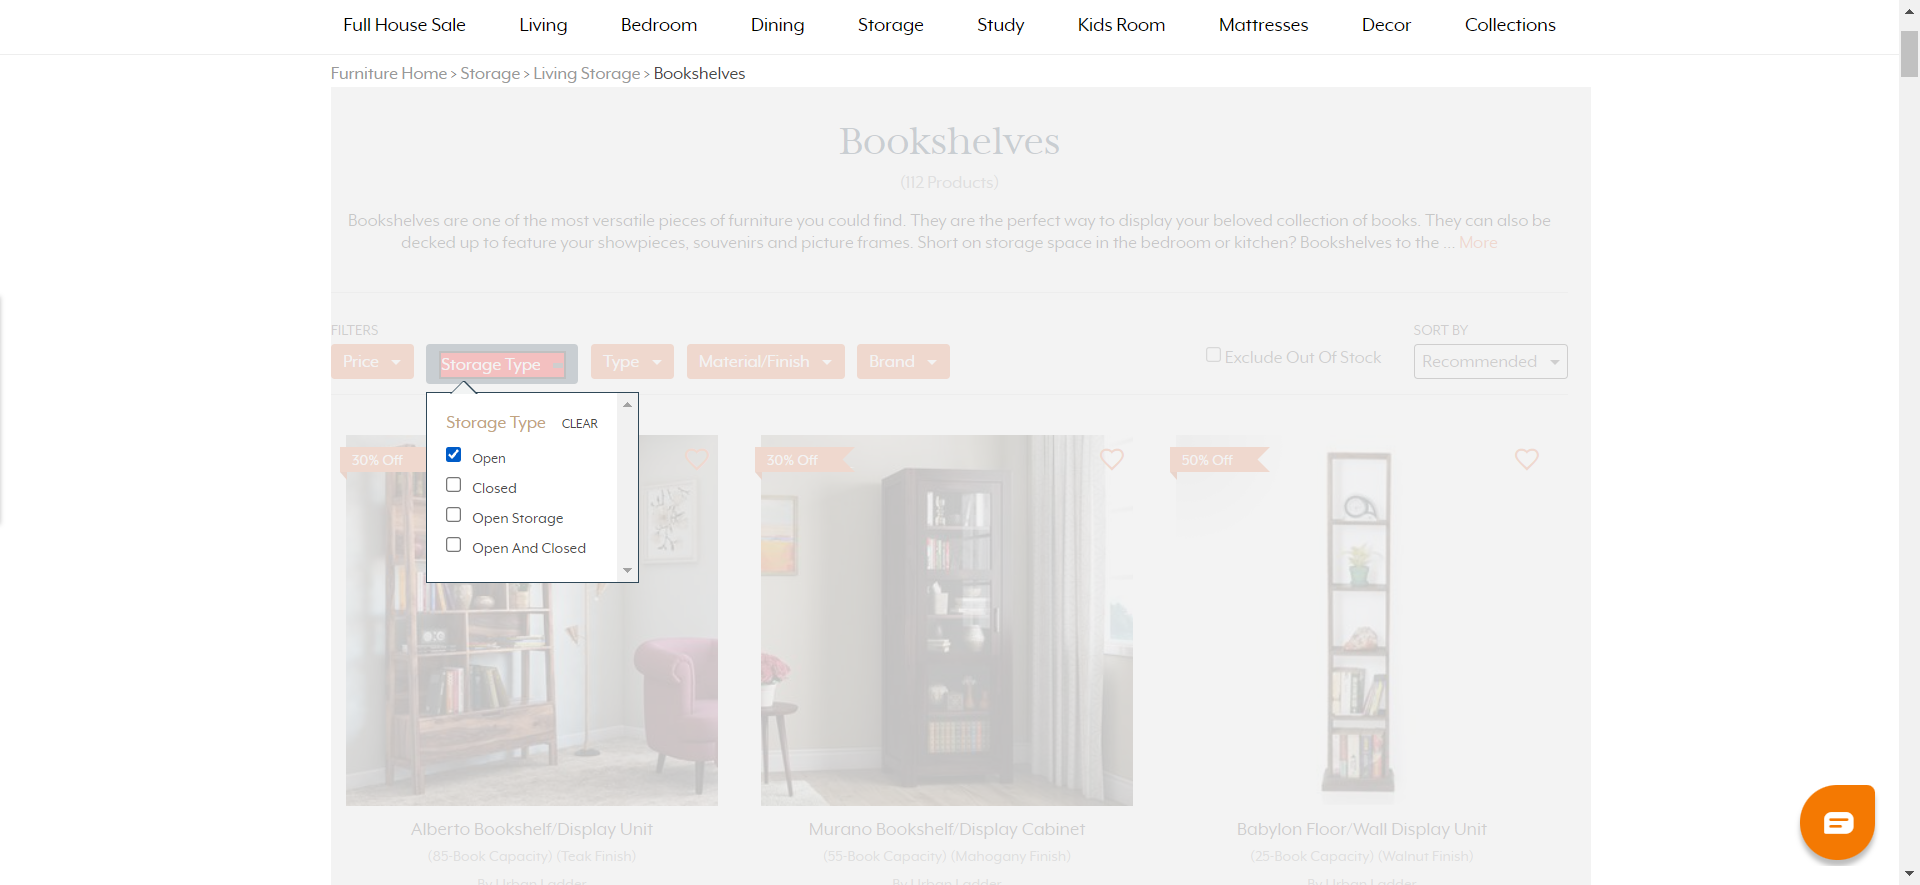 Full House Sale Living Bedroom Dining Storage Study Kids Room Mattresses Decor Collections
Furniture Home > Storage > Living Storage > Bookshelves
Bookshelves
(112 Products)
Bookshelves are one of the most versatile pieces of furniture you could find. They are the perfect way to display your beloved collection of books. They can also be
decked up to feature your showpieces, souvenirs and picture frames. Short on storage space in the bedroom or kitchen? Bookshelves to the ... More
FILTERS
SORT BY
Price Storage Type Type Material/Finish Brand Exclude Out Of Stock Recommended
Storage Type CLEAR
Open
Closed
Open Storage
Open And Closed
30% Off
30% Off
50% Off
Alberto Bookshelf/Display Unit
(85-Book Capacity) (Teak Finish)
By Urban Ladder
Murano Bookshelf/Display Cabinet
(55-Book Capacity) (Mahogany Finish)
By Urban Ladder
Babylon Floor/Wall Display Unit
(25-Book Capacity) (Walnut Finish)
By Urban Ladder